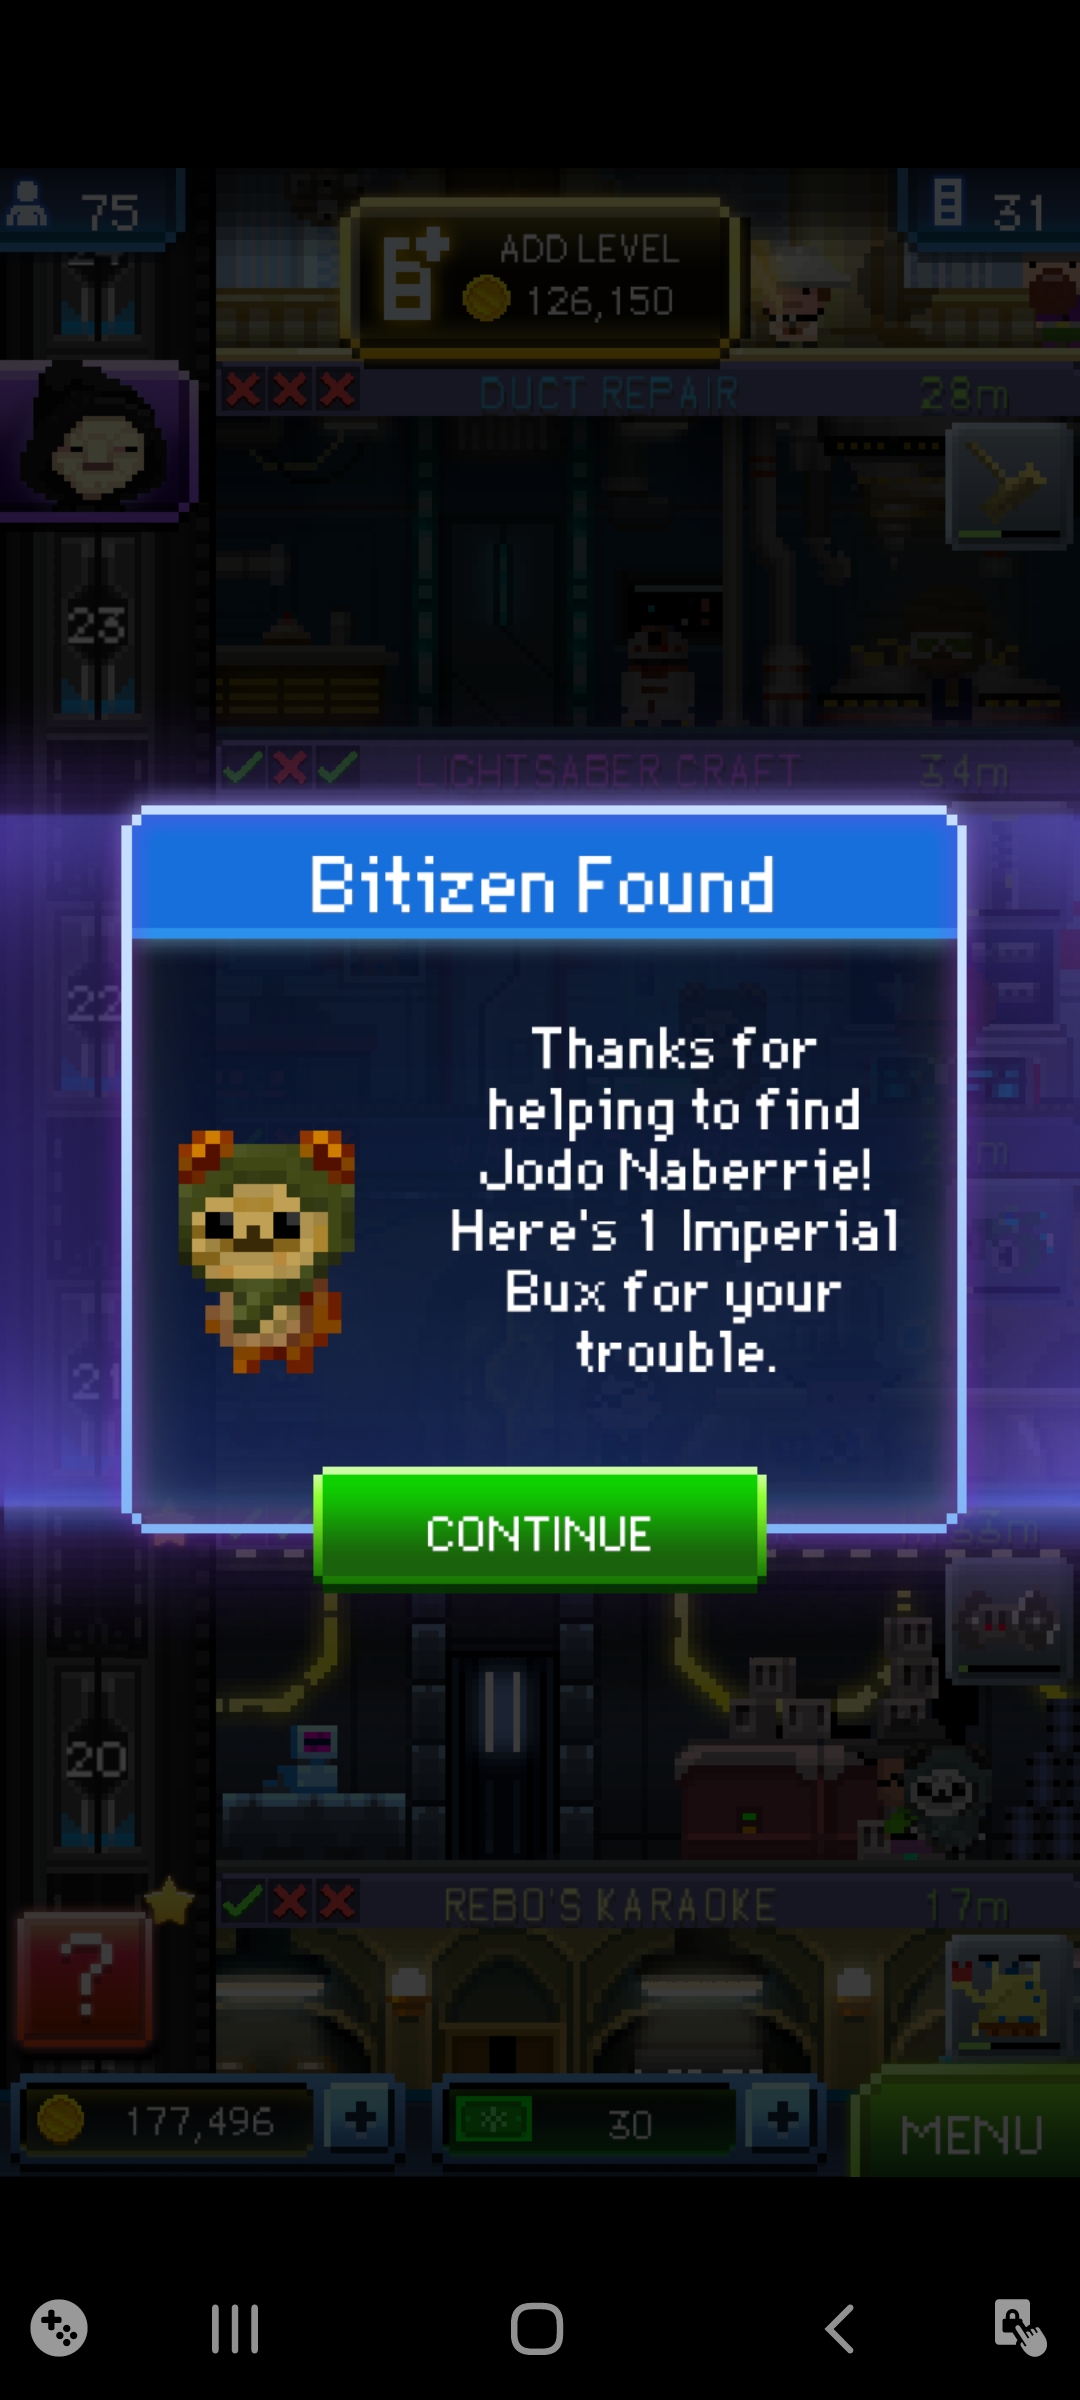 75
ADD LEVEL
126,150
31
DUCT REPAIR 28m
23
LIGHTSABER CRAFT 34m
Bitizen Found
22
Thanks for
helping to find
Jodo Naberrie!
Here's 1 Imperial
Bux for your
trouble.
21
CONTINUE
20
REBO'S KARAOKE 17m
?
177,496 +
30 +
MENU